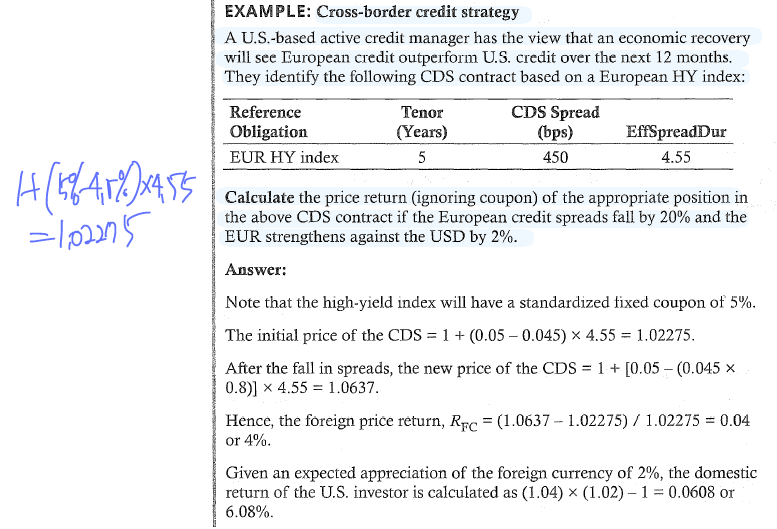 EXAMPLE: Cross-border credit strategy
A U.S.-based active credit manager has the view that an economic recovery
will see European credit outperform U.S. credit over the next 12 months.
They identify the following CDS contract based on a European HY index:
Reference Obligation Tenor (Years) CDS Spread (bps) EffSpreadDur
EUR HY index 5 450 4.55
1+(5%-4.5%)×4.55
=1.02275
Calculate the price return (ignoring coupon) of the appropriate position in
the above CDS contract if the European credit spreads fall by 20% and the
EUR strengthens against the USD by 2%.
Answer:
Note that the high-yield index will have a standardized fixed coupon of 5%.
The initial price of the CDS = 1 + (0.05 – 0.045) × 4.55 = 1.02275.
After the fall in spreads, the new price of the CDS = 1 + [0.05 – (0.045 ×
0.8)] × 4.55 = 1.0637.
Hence, the foreign price return, RFC = (1.0637 – 1.02275) / 1.02275 = 0.04
or 4%.
Given an expected appreciation of the foreign currency of 2%, the domestic
return of the U.S. investor is calculated as (1.04) × (1.02) – 1 = 0.0608 or
6.08%.